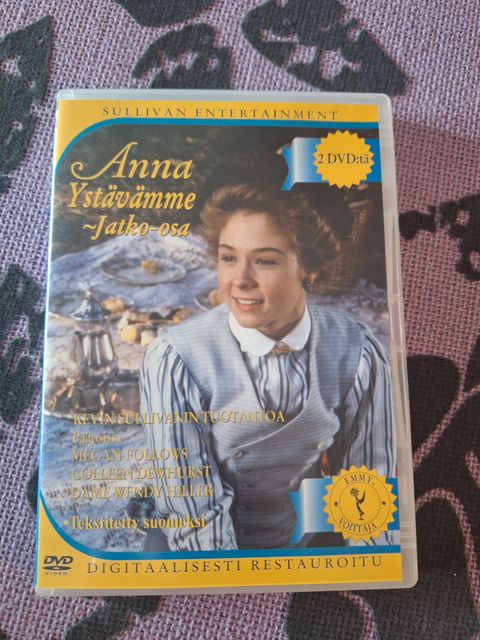 SULLIVAN ENTERTAINMENT
2 DVD:tä
Anna
Ystävämme
~Jatko-osa
KEVIN SULLIVANIN TUOTANTOA
Pääosissa
MEGAN FOLLOWS
COLLEEN DEWHURST
DAME WENDY HILLER
•Tekstitetty suomeksi
EMMY-
VOITTAJA
DVD
VIDEO
DIGITAALISESTI RESTAUROITU